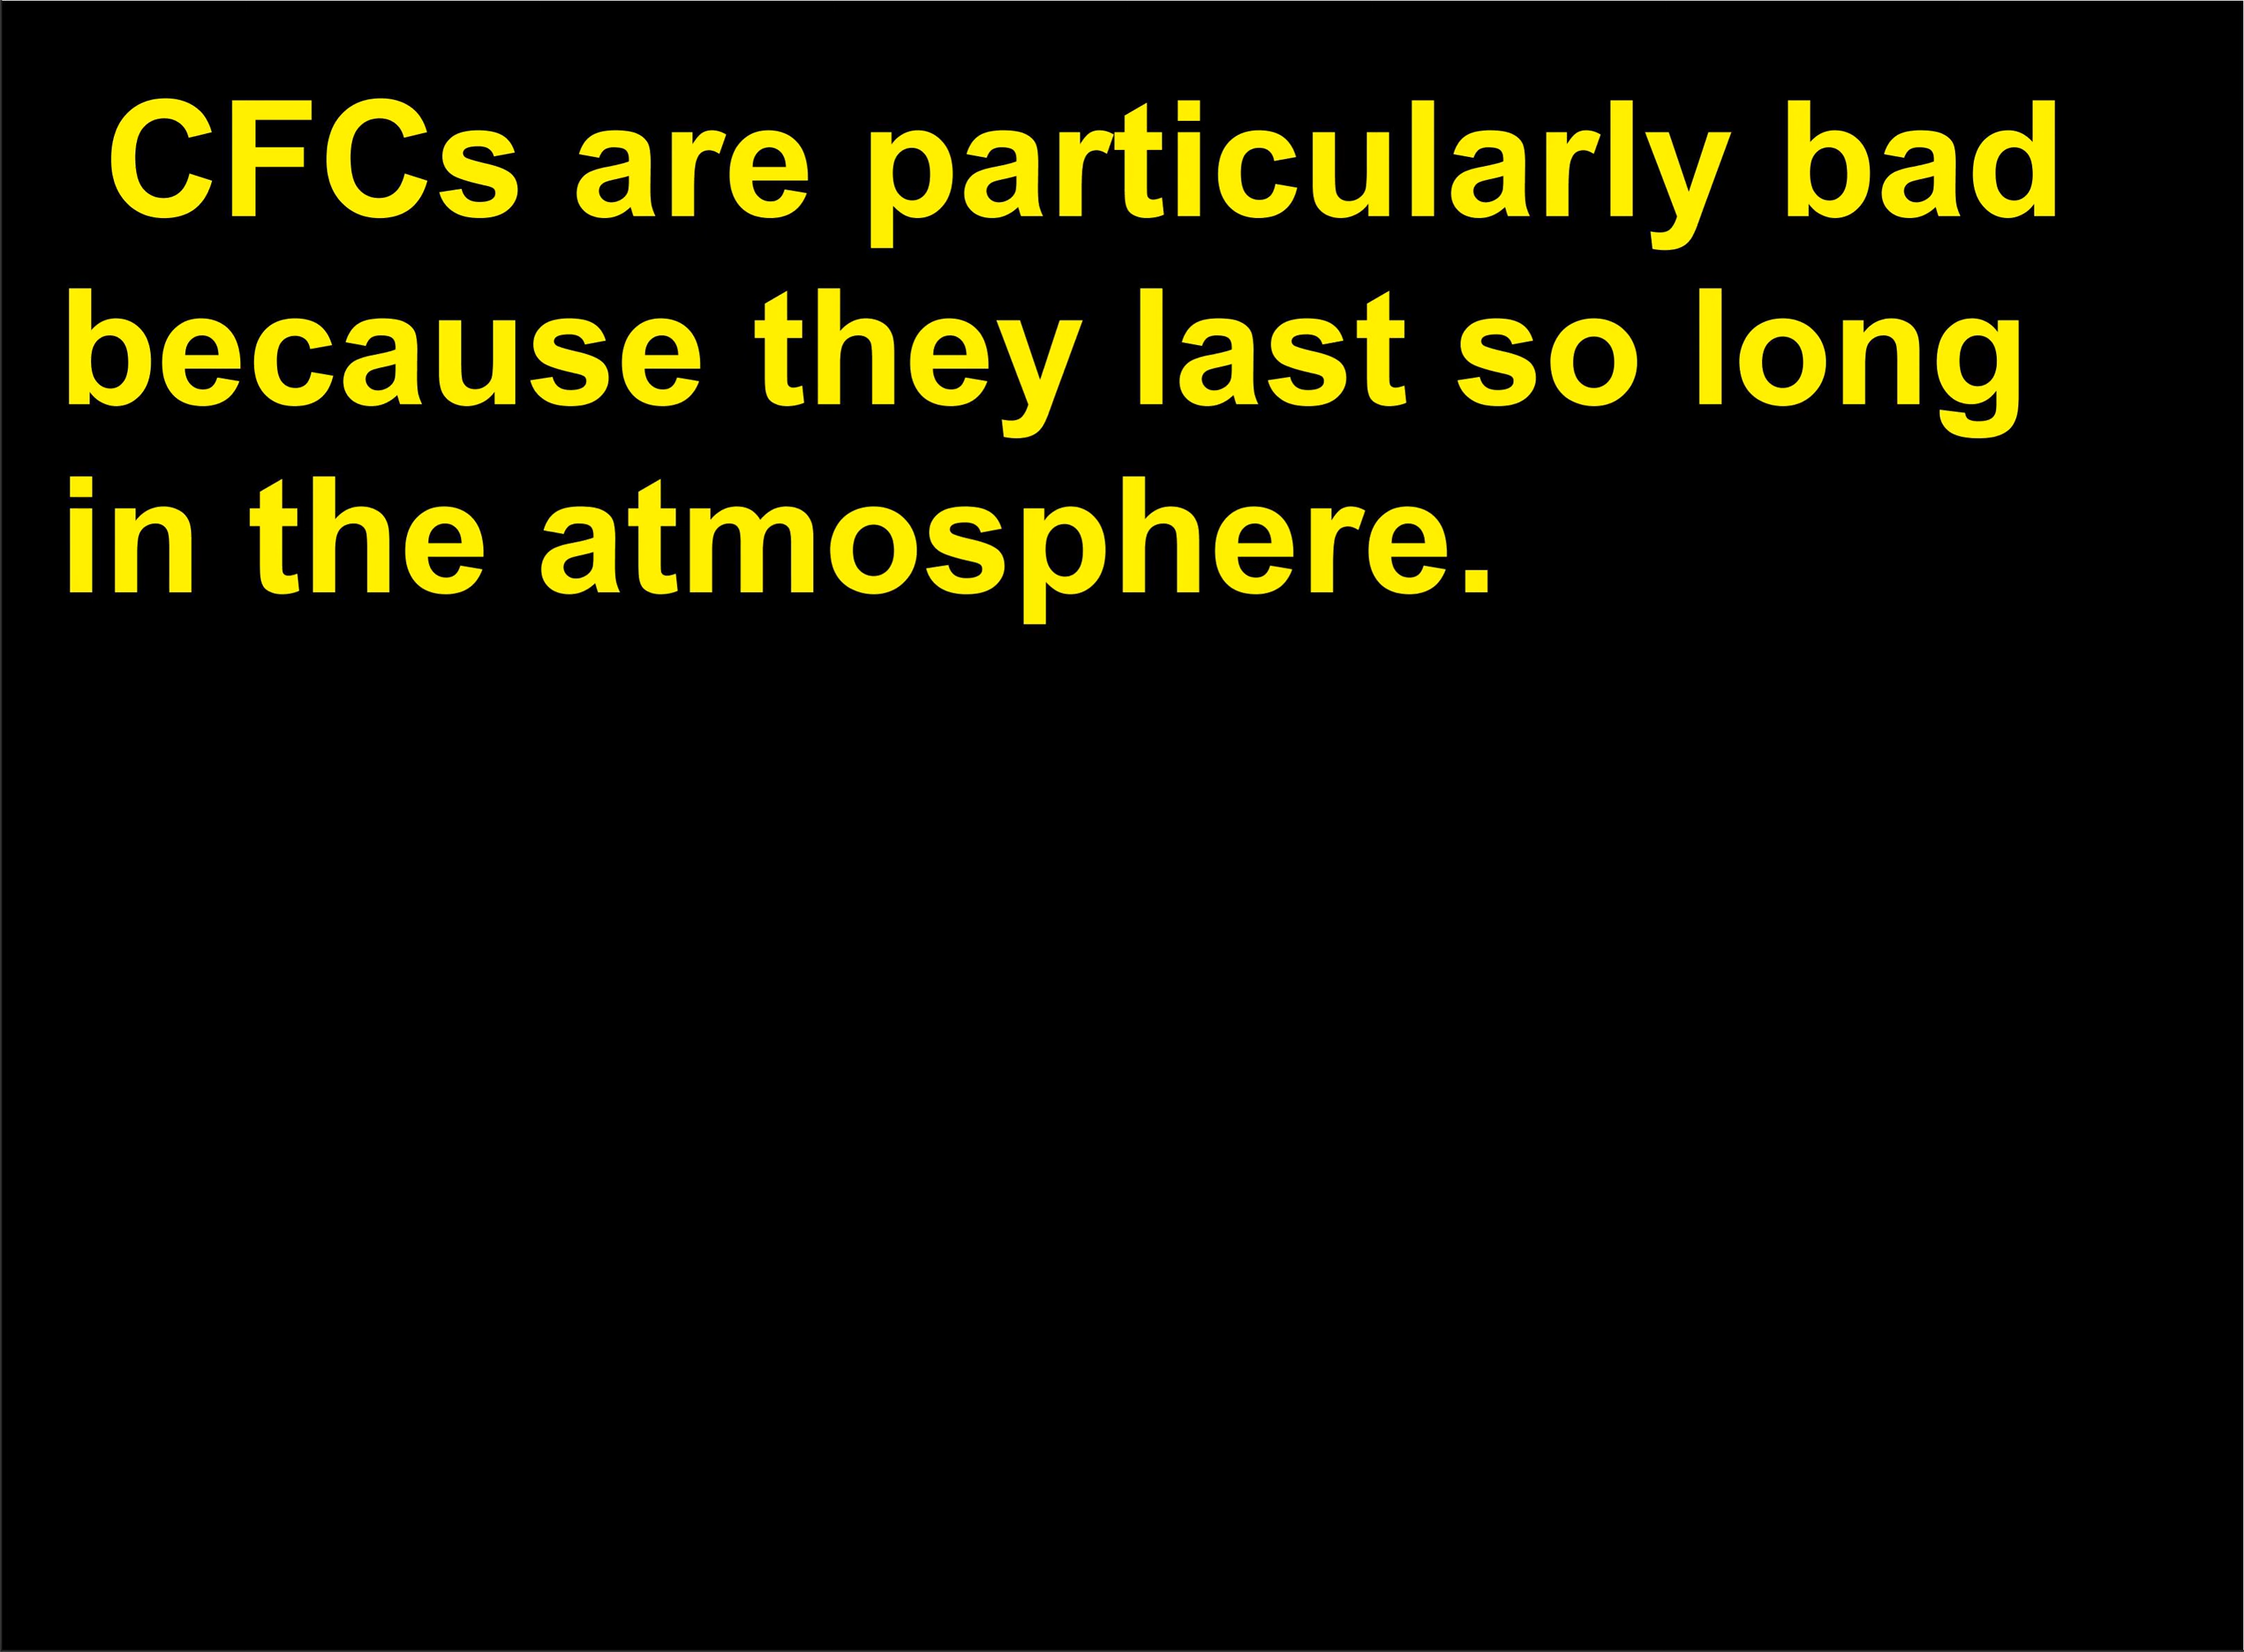 CFCs are particularly bad
because they last so long
in the atmosphere.